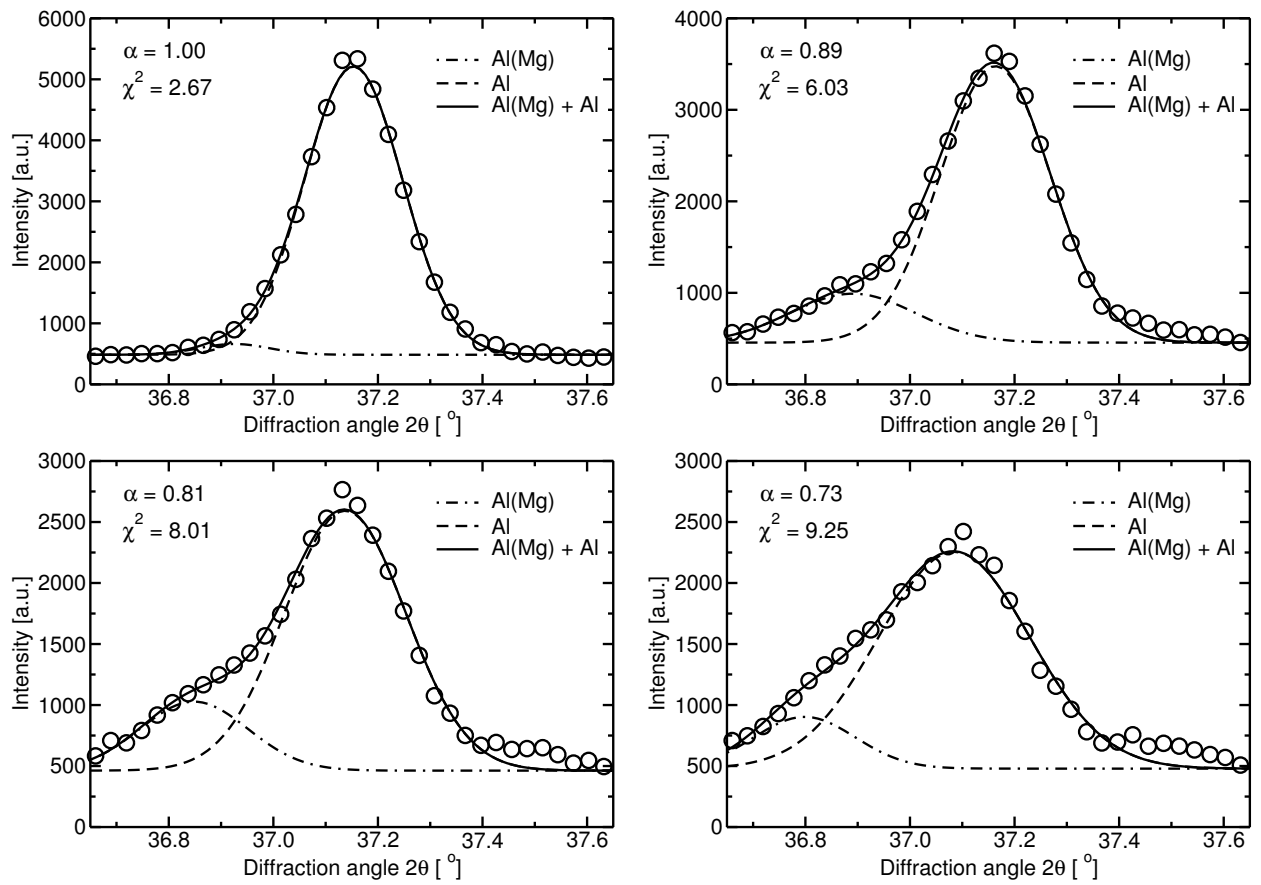 6000
5000
4000
3000
2000
1000
0
Intensity [a.u.]
α = 1.00
χ² = 2.67
Al(Mg)
Al
Al(Mg) + Al
36.8 37.0 37.2 37.4 37.6
Diffraction angle 2θ [ °]
4000
3000
2000
1000
0
Intensity [a.u.]
α = 0.89
χ² = 6.03
Al(Mg)
Al
Al(Mg) + Al
36.8 37.0 37.2 37.4 37.6
Diffraction angle 2θ [ °]
3000
2500
2000
1500
1000
500
0
Intensity [a.u.]
α = 0.81
χ² = 8.01
Al(Mg)
Al
Al(Mg) + Al
36.8 37.0 37.2 37.4 37.6
Diffraction angle 2θ [ °]
3000
2500
2000
1500
1000
500
0
Intensity [a.u.]
α = 0.73
χ² = 9.25
Al(Mg)
Al
Al(Mg) + Al
36.8 37.0 37.2 37.4 37.6
Diffraction angle 2θ [ °]